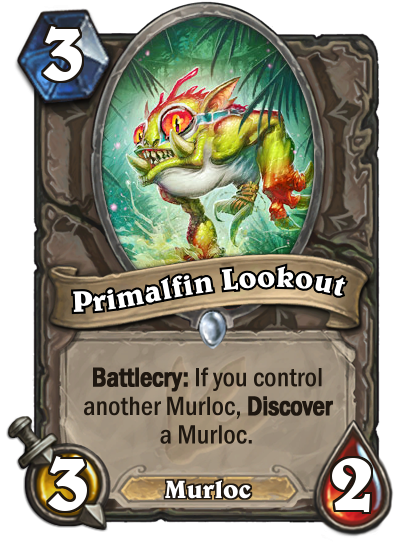 3
Primalfin Lookout
Battlecry: If you control
another Murloc, Discover
a Murloc.
3
Murloc
2